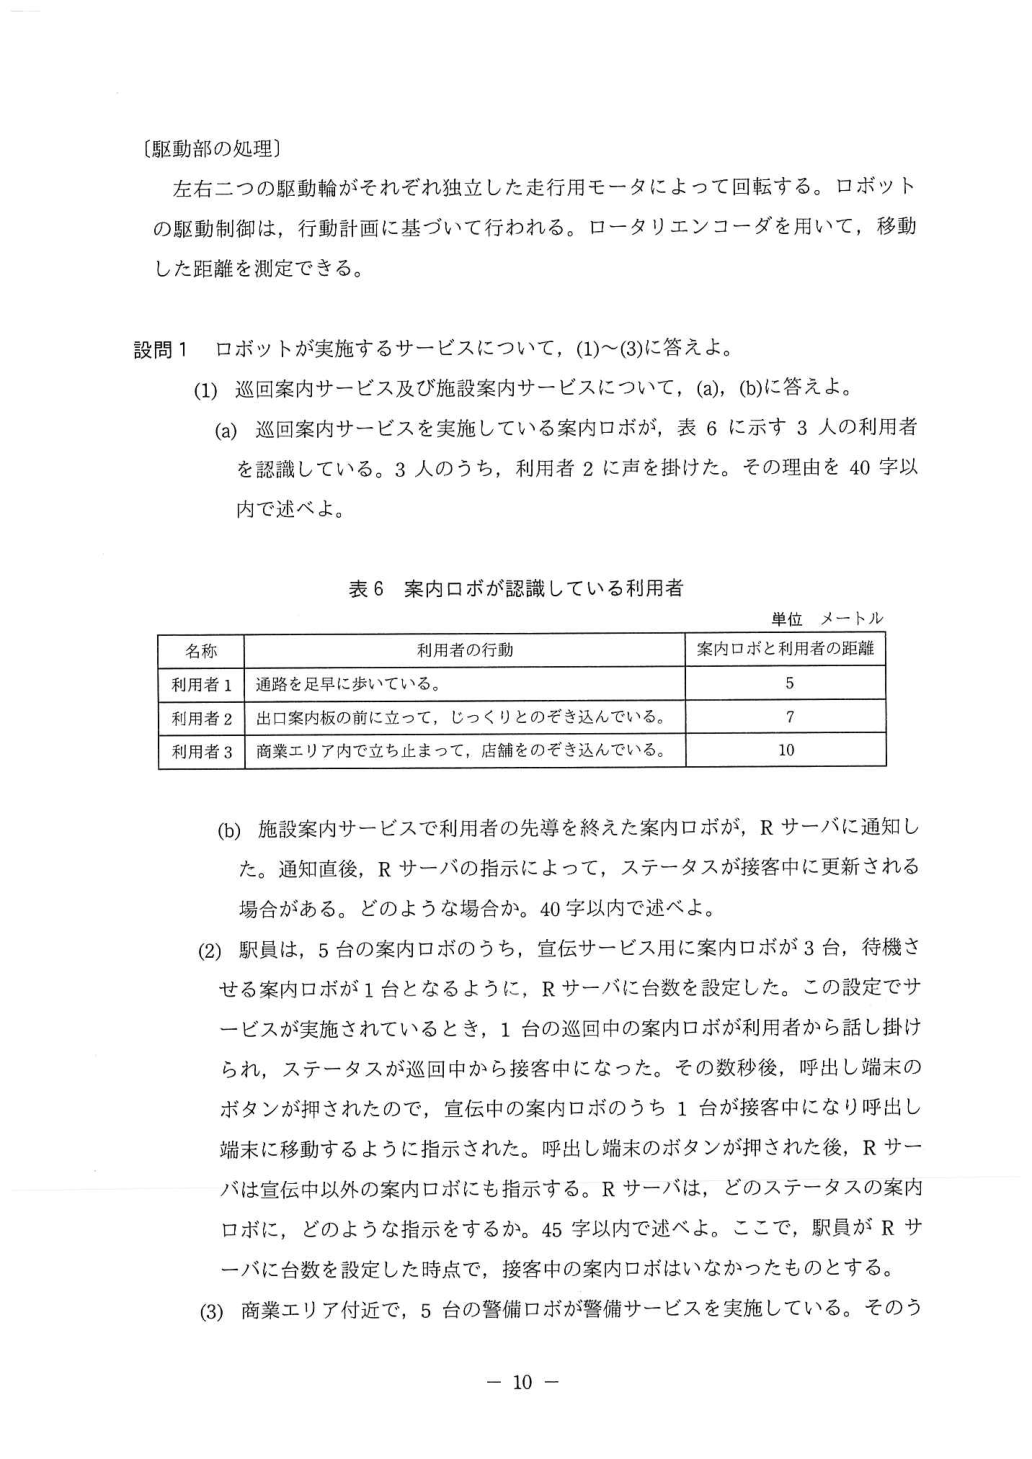 〔駆動部の処理〕
左右二つの駆動輪がそれぞれ独立した走行用モータによって回転する。ロボット
の駆動制御は，行動計画に基づいて行われる。ロータリエンコーダを用いて，移動
した距離を測定できる。
設問1 ロボットが実施するサービスについて，(1)～(3)に答えよ。
(1) 巡回案内サービス及び施設案内サービスについて，(a)，(b)に答えよ。
(a) 巡回案内サービスを実施している案内ロボが，表 6 に示す 3 人の利用者
を認識している。3 人のうち，利用者 2 に声を掛けた。その理由を 40 字以
内で述べよ。
表6 案内ロボが認識している利用者
単位 メートル
名称 利用者の行動 案内ロボと利用者の距離
利用者1 通路を足早に歩いている。 5
利用者2 出口案内板の前に立って，じっくりとのぞき込んでいる。 7
利用者3 商業エリア内で立ち止まって，店舗をのぞき込んでいる。 10
(b) 施設案内サービスで利用者の先導を終えた案内ロボが，R サーバに通知し
た。通知直後，R サーバの指示によって，ステータスが接客中に更新される
場合がある。どのような場合か。40 字以内で述べよ。
(2) 駅員は，5 台の案内ロボのうち，宣伝サービス用に案内ロボが 3 台，待機さ
せる案内ロボが 1 台となるように，R サーバに台数を設定した。この設定でサ
ービスが実施されているとき，1 台の巡回中の案内ロボが利用者から話し掛け
られ，ステータスが巡回中から接客中になった。その数秒後，呼出し端末の
ボタンが押されたので，宣伝中の案内ロボのうち 1 台が接客中になり呼出し
端末に移動するように指示された。呼出し端末のボタンが押された後，R サー
バは宣伝中以外の案内ロボにも指示する。R サーバは，どのステータスの案内
ロボに，どのような指示をするか。45 字以内で述べよ。ここで，駅員が R サ
ーバに台数を設定した時点で，接客中の案内ロボはいなかったものとする。
(3) 商業エリア付近で，5 台の警備ロボが警備サービスを実施している。そのう
－ 10 －